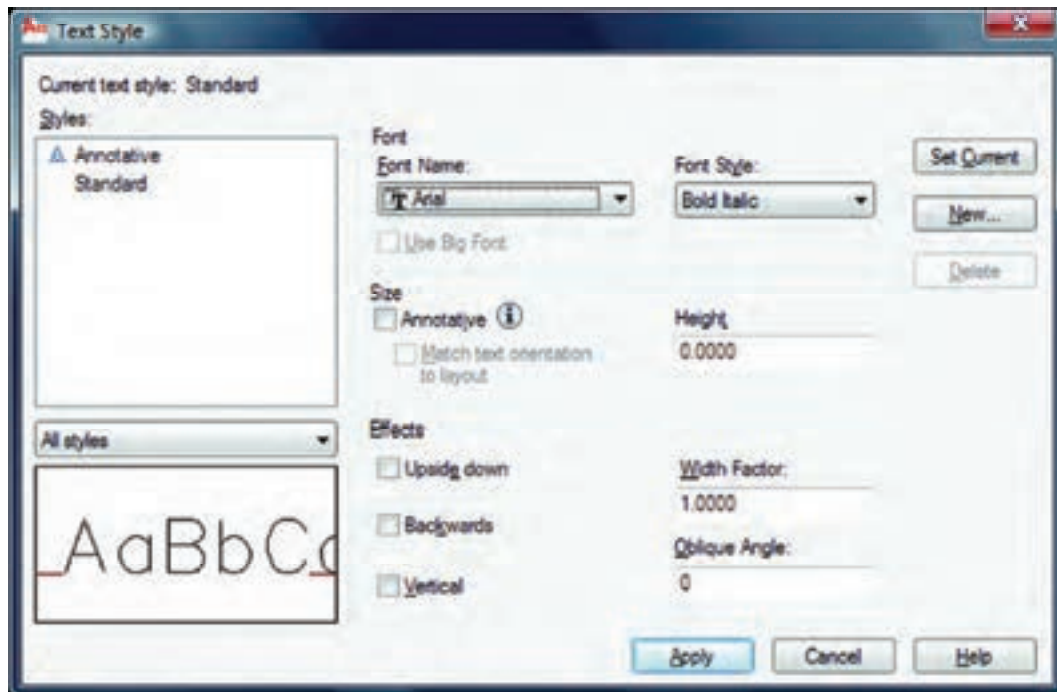 Text Style
Current text style: Standard
Styles:
Annotative
Standard
All styles
AaBbC
Font
Font Name:
Arial
Use Big Font
Font Style:
Bold Italic
Size
Annotative
Match text orientation
to layout
Height
0.0000
Effects
Upside down
Backwards
Vertical
Width Factor:
1.0000
Oblique Angle:
0
Set Current
New...
Delete
Apply
Cancel
Help